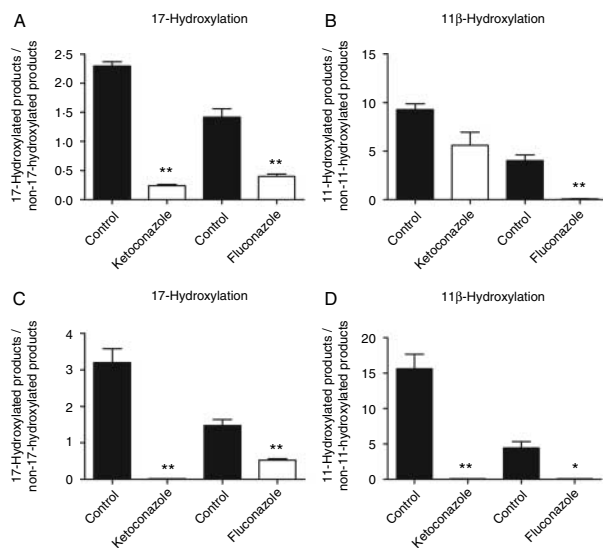 A
17-Hydroxylation
17-Hydroxylated products /
non-17-hydroxylated products
2·5
2·0
1·5
1·0
0·5
0·0
**
**
Control
Ketoconazole
Control
Fluconazole
B
11β-Hydroxylation
11-Hydroxylated products /
non-11-hydroxylated products
15
10
5
0
**
Control
Ketoconazole
Control
Fluconazole
C
17-Hydroxylation
17-Hydroxylated products /
non-17-hydroxylated products
4
3
2
1
0
**
**
Control
Ketoconazole
Control
Fluconazole
D
11β-Hydroxylation
11-Hydroxylated products /
non-11-hydroxylated products
20
15
10
5
0
**
*
Control
Ketoconazole
Control
Fluconazole